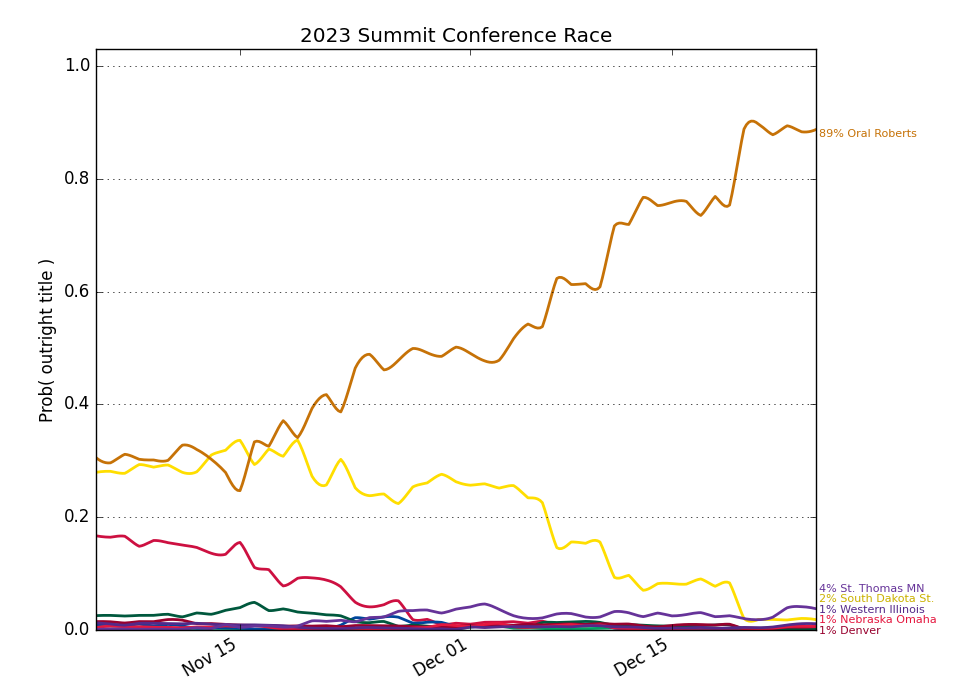 2023 Summit Conference Race
1.0
0.8
0.6
0.4
0.2
0.0
Prob( outright title )
Nov 15
Dec 01
Dec 15
89% Oral Roberts
4% St. Thomas MN
2% South Dakota St.
1% Western Illinois
1% Nebraska Omaha
1% Denver